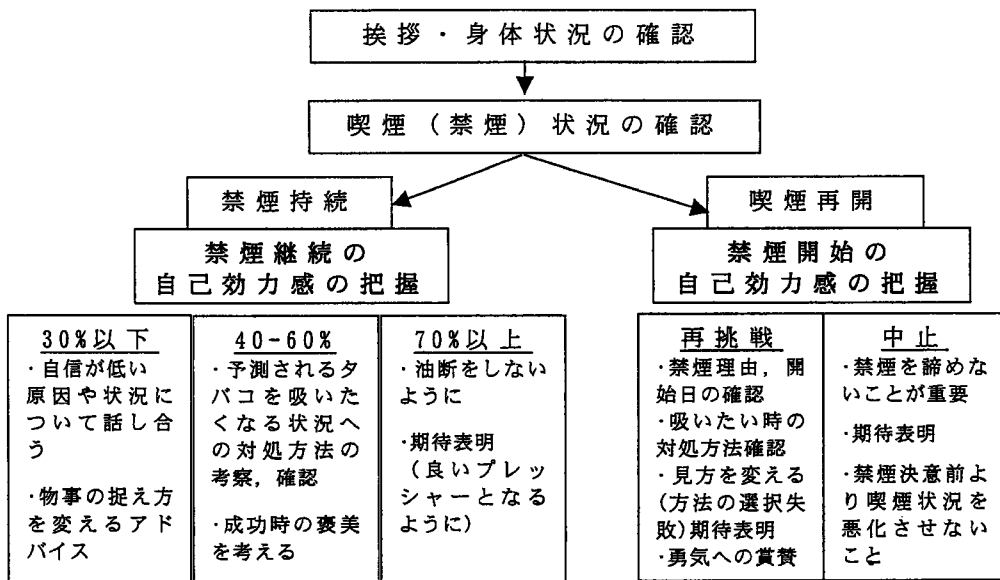 挨拶・身体状況の確認
喫煙（禁煙）状況の確認
禁煙持続
禁煙継続の
自己効力感の把握
30%以下
・自信が低い
原因や状況に
ついて話し合
う
・物事の捉え方
を変えるアド
バイス
40-60%
・予測されるタ
バコを吸いた
くなる状況へ
の対処方法の
考察，確認
・成功時の褒美
を考える
70%以上
・油断をしない
ように
・期待表明
（良いプレッ
シャーとなる
ように）
喫煙再開
禁煙開始の
自己効力感の把握
再挑戦
・禁煙理由，開
始日の確認
・吸いたい時の
対処方法確認
・見方を変える
(方法の選択失
敗)期待表明
・勇気への賞賛
中止
・禁煙を諦めな
いことが重要
・期待表明
・禁煙決意前よ
り喫煙状況を
悪化させない
こと